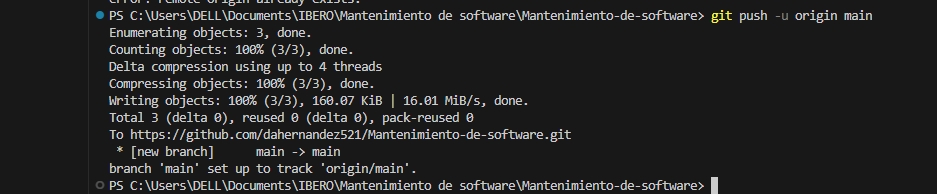 error: remote origin already exists.
PS C:\Users\DELL\Documents\IBERO\Mantenimiento de software\Mantenimiento-de-software> git push -u origin main
Enumerating objects: 3, done.
Counting objects: 100% (3/3), done.
Delta compression using up to 4 threads
Compressing objects: 100% (3/3), done.
Writing objects: 100% (3/3), 160.07 KiB | 16.01 MiB/s, done.
Total 3 (delta 0), reused 0 (delta 0), pack-reused 0
To https://github.com/dahernandez521/Mantenimiento-de-software.git
 * [new branch]      main -> main
branch 'main' set up to track 'origin/main'.
PS C:\Users\DELL\Documents\IBERO\Mantenimiento de software\Mantenimiento-de-software>